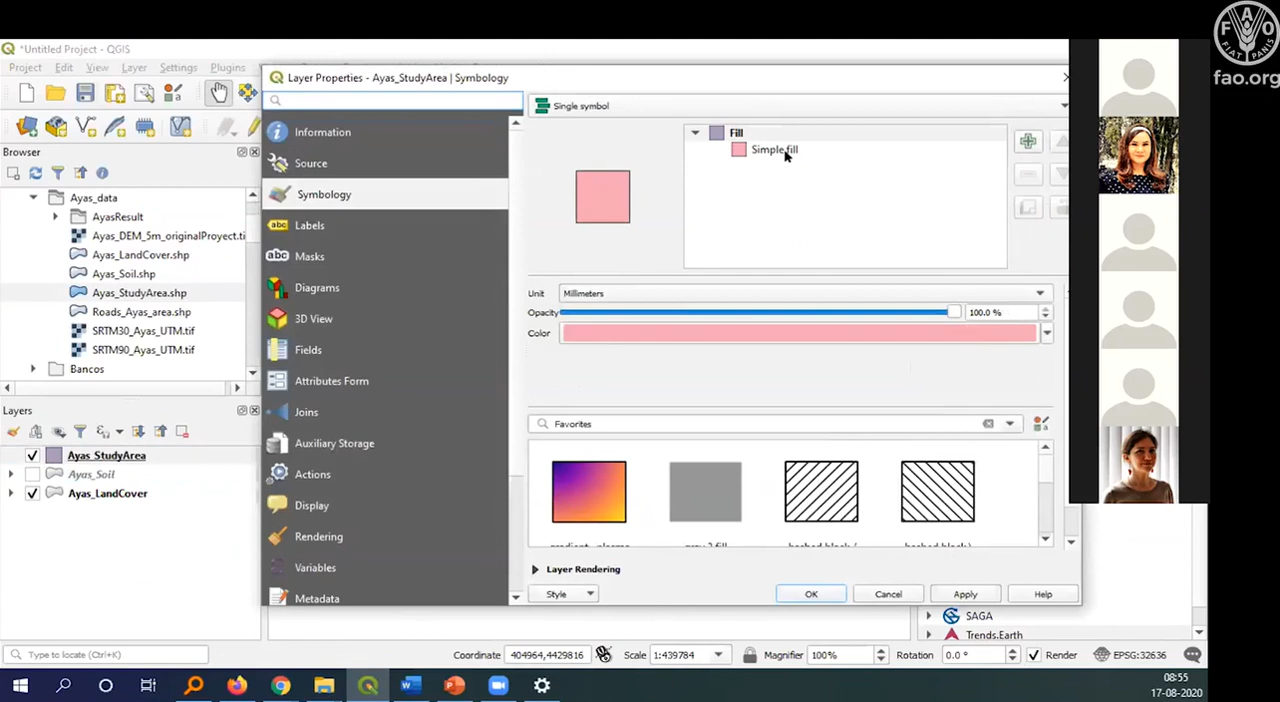 *Untitled Project - QGIS
Project Edit View Layer Settings Plugins
Layer Properties - Ayas_StudyArea | Symbology
FAO
FIAT PANIS
fao.org
Single symbol
Information
Source
Symbology
Labels
Masks
Diagrams
3D View
Fields
Attributes Form
Joins
Auxiliary Storage
Actions
Display
Rendering
Variables
Metadata
abc
abc
Fill
Simple fill
Unit Millimeters
Opacity 100.0 %
Color
Favorites
Layer Rendering
Style OK Cancel Apply Help
Browser
Ayas_data
AyasResult
Ayas_DEM_5m_originalProyect.ti
Ayas_LandCover.shp
Ayas_Soil.shp
Ayas_StudyArea.shp
Roads_Ayas_area.shp
SRTM30_Ayas_UTM.tif
SRTM90_Ayas_UTM.tif
Bancos
Layers
Ayas_StudyArea
Ayas_Soil
Ayas_LandCover
SAGA
Trends.Earth
Type to locate (Ctrl+K) Coordinate 404964,4429816 Scale 1:439784 Magnifier 100% Rotation 0.0 ° Render EPSG:32636
08:55
17-08-2020